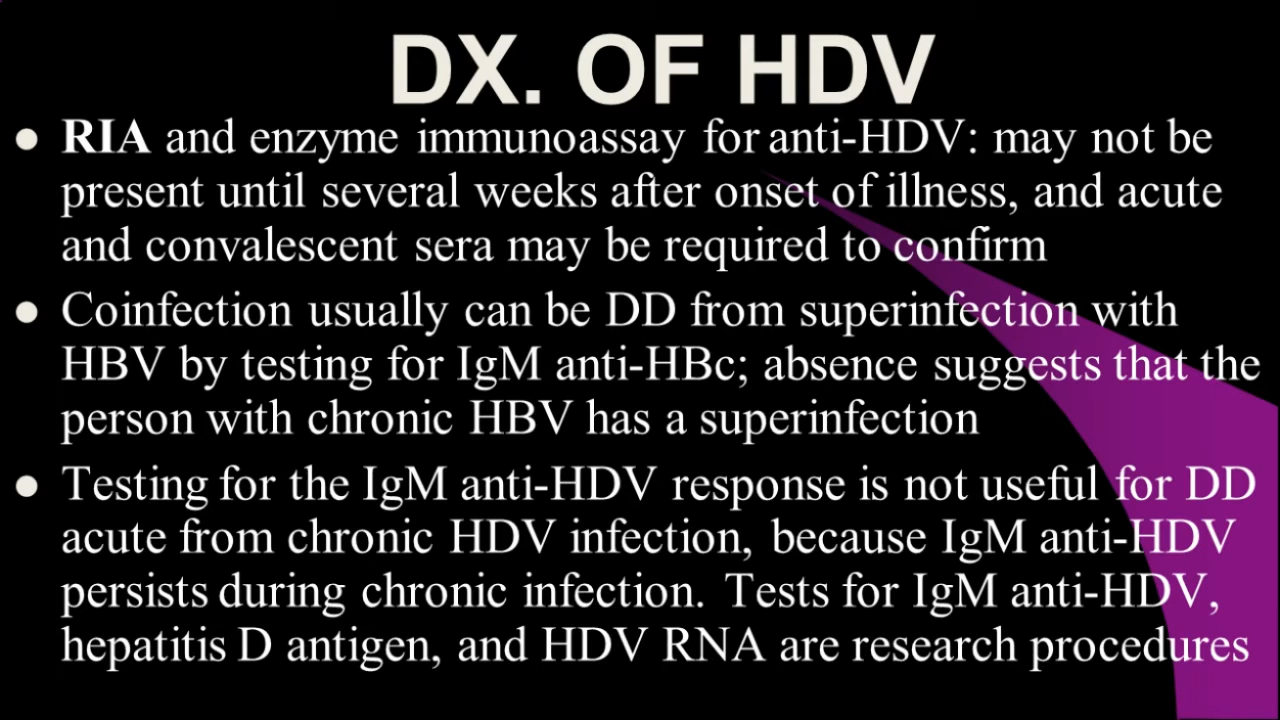 DX. OF HDV
● RIA and enzyme immunoassay for anti-HDV: may not be
present until several weeks after onset of illness, and acute
and convalescent sera may be required to confirm
● Coinfection usually can be DD from superinfection with
HBV by testing for IgM anti-HBc; absence suggests that the
person with chronic HBV has a superinfection
● Testing for the IgM anti-HDV response is not useful for DD
acute from chronic HDV infection, because IgM anti-HDV
persists during chronic infection. Tests for IgM anti-HDV,
hepatitis D antigen, and HDV RNA are research procedures